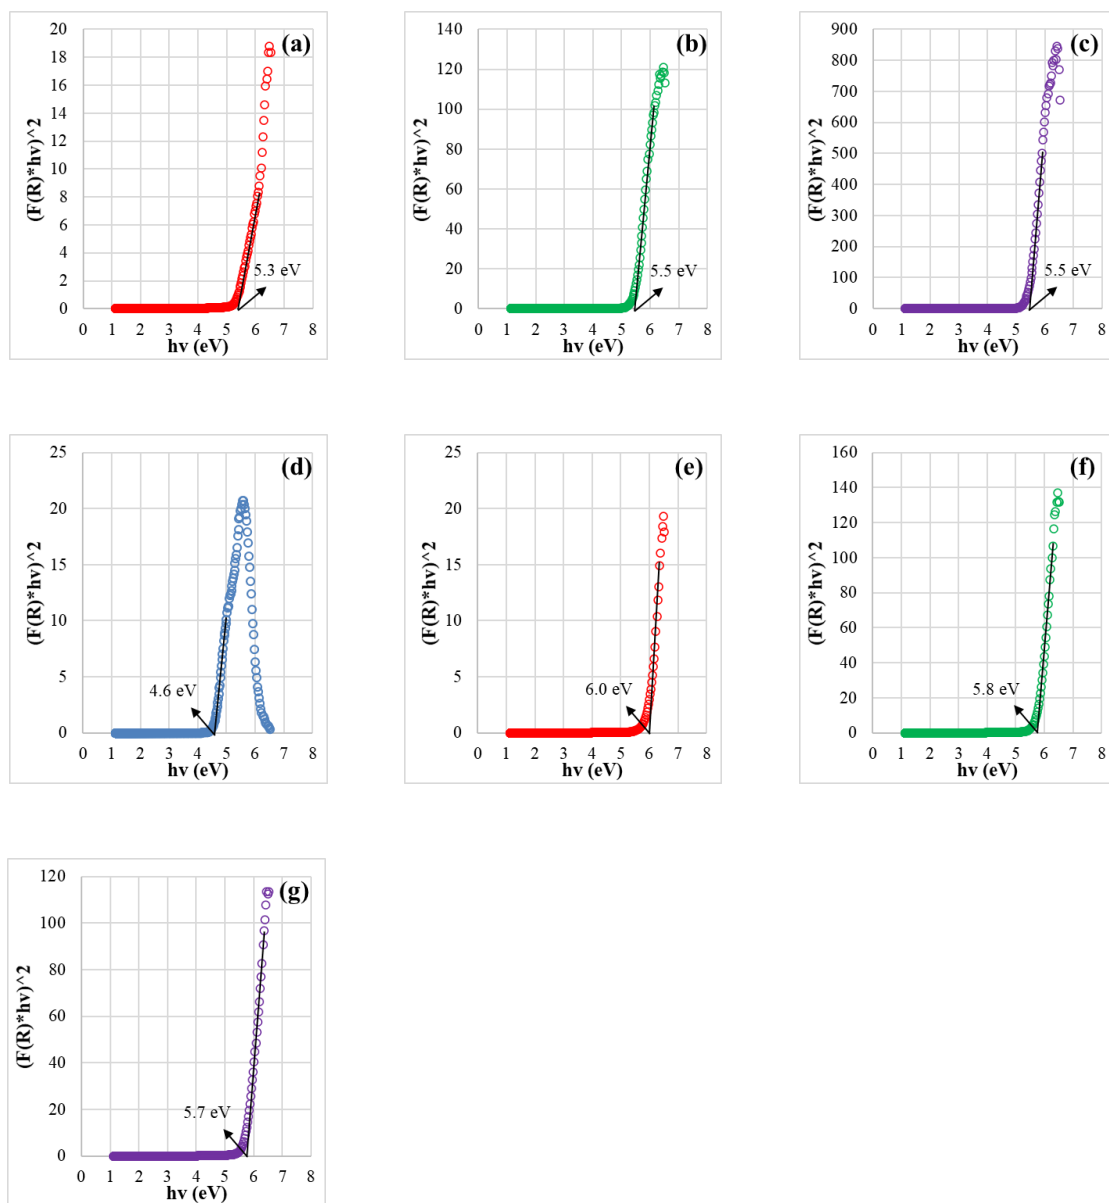 (a)
20
18
16
14
12
10
8
6
4
2
0
(F(R)*hv)^2
5.3 eV
0 1 2 3 4 5 6 7 8
hv (eV)
(b)
140
120
100
80
60
40
20
0
(F(R)*hv)^2
5.5 eV
0 1 2 3 4 5 6 7 8
hv (eV)
(c)
900
800
700
600
500
400
300
200
100
0
(F(R)*hv)^2
5.5 eV
0 1 2 3 4 5 6 7 8
hv (eV)
(d)
25
20
15
10
5
0
(F(R)*hv)^2
4.6 eV
0 1 2 3 4 5 6 7 8
hv (eV)
(e)
25
20
15
10
5
0
(F(R)*hv)^2
6.0 eV
0 1 2 3 4 5 6 7 8
hv (eV)
(f)
160
140
120
100
80
60
40
20
0
(F(R)*hv)^2
5.8 eV
0 1 2 3 4 5 6 7 8
hv (eV)
(g)
120
100
80
60
40
20
0
(F(R)*hv)^2
5.7 eV
0 1 2 3 4 5 6 7 8
hv (eV)